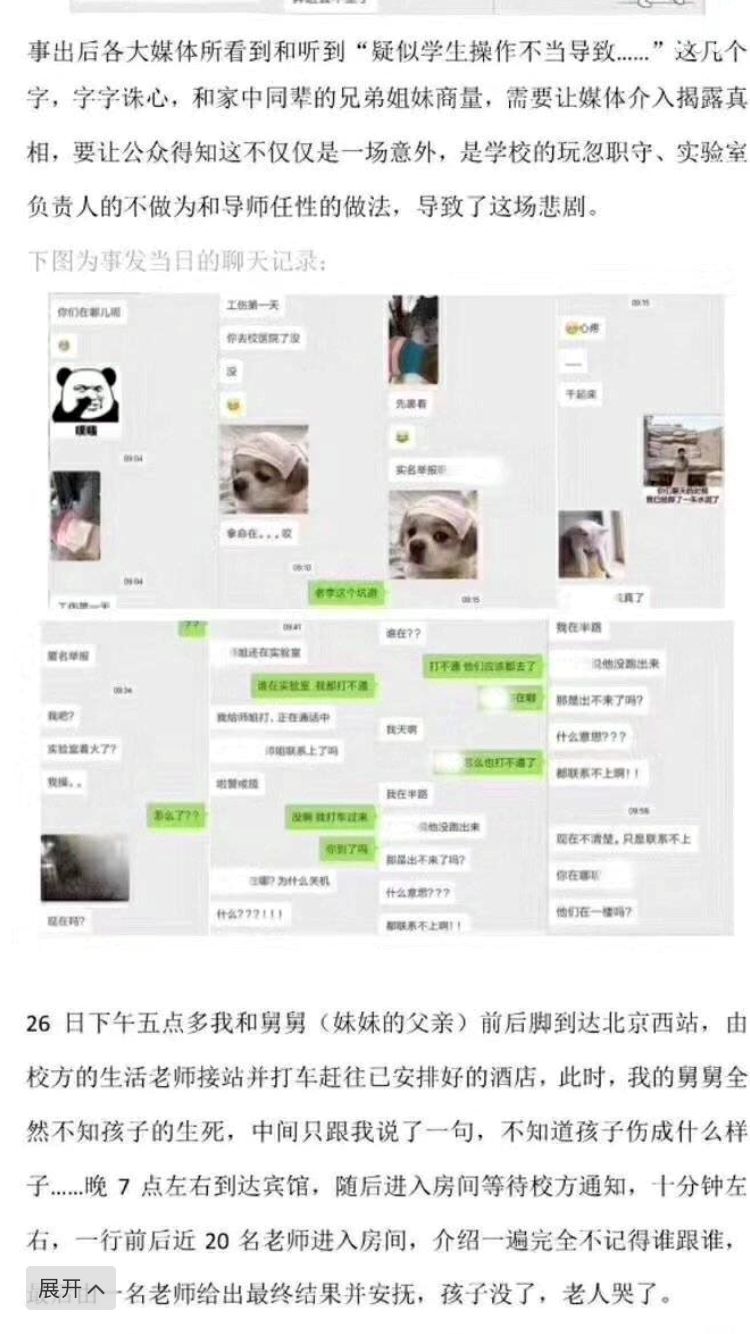 事出后各大媒体所看到和听到“疑似学生操作不当导致……”这几个
字，字字诛心，和家中同辈的兄弟姐妹商量，需要让媒体介入揭露真
相，要让公众得知这不仅仅是一场意外，是学校的玩忽职守、实验室
负责人的不做为和导师任性的做法，导致了这场悲剧。
下图为事发当日的聊天记录：
你们在哪儿呢
09:04
09:04
工伤第一天
工伤第一天
你去校医院了没
没
拿命在。。。哎
09:10
老李这个坑逼
先裹着
实名举报
09:15
09:15
心疼
干起来
真了
??
匿名举报
09:34
我吧?
实验室着火了?
我操。。
怎么了??
现在吗?
09:41
姐还在实验室
谁在实验室 我都打不通
我给师姐打，正在通话中
师姐联系上了吗
没啊 我打车过来
你到了吗
在哪? 为什么关机
什么???!!!
谁在??
打不通 他们应该都去了
在哪
我天啊
怎么也打不通了
我在半路
说他没跑出来
那是出不来了吗?
什么意思???
都联系不上啊!!
我在半路
说他没跑出来
那是出不来了吗?
什么意思???
都联系不上啊!!
09:58
现在不清楚，只是联系不上
你在哪
他们在一楼吗?
26 日下午五点多我和舅舅（妹妹的父亲）前后脚到达北京西站，由
校方的生活老师接站并打车赶往已安排好的酒店，此时，我的舅舅全
然不知孩子的生死，中间只跟我说了一句，不知道孩子伤成什么样
子……晚 7 点左右到达宾馆，随后进入房间等待校方通知，十分钟左
右，一行前后近 20 名老师进入房间，介绍一遍完全不记得谁跟谁，
展开
一名老师给出最终结果并安抚，孩子没了，老人哭了。